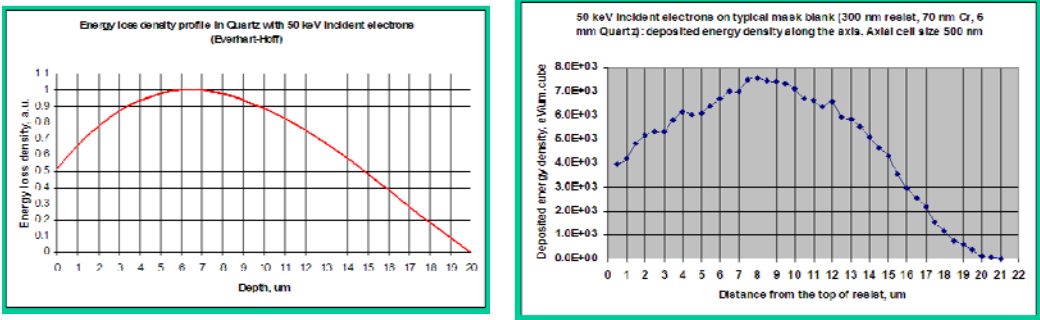 Energy loss density profile in Quartz with 50 keV incident electrons
(Everhart-Hoff)
Energy loss density, a.u.
1.1
1
0.9
0.8
0.7
0.6
0.5
0.4
0.3
0.2
0.1
0
0 1 2 3 4 5 6 7 8 9 10 11 12 13 14 15 16 17 18 19 20
Depth, um
50 keV incident electrons on typical mask blank (300 nm resist, 70 nm Cr, 6
mm Quartz): deposited energy density along the axis. Axial cell size 500 nm
Deposited energy density, eV/um.cube
8.0E+03
7.0E+03
6.0E+03
5.0E+03
4.0E+03
3.0E+03
2.0E+03
1.0E+03
0.0E+00
0 1 2 3 4 5 6 7 8 9 10 11 12 13 14 15 16 17 18 19 20 21 22
Distance from the top of resist, um